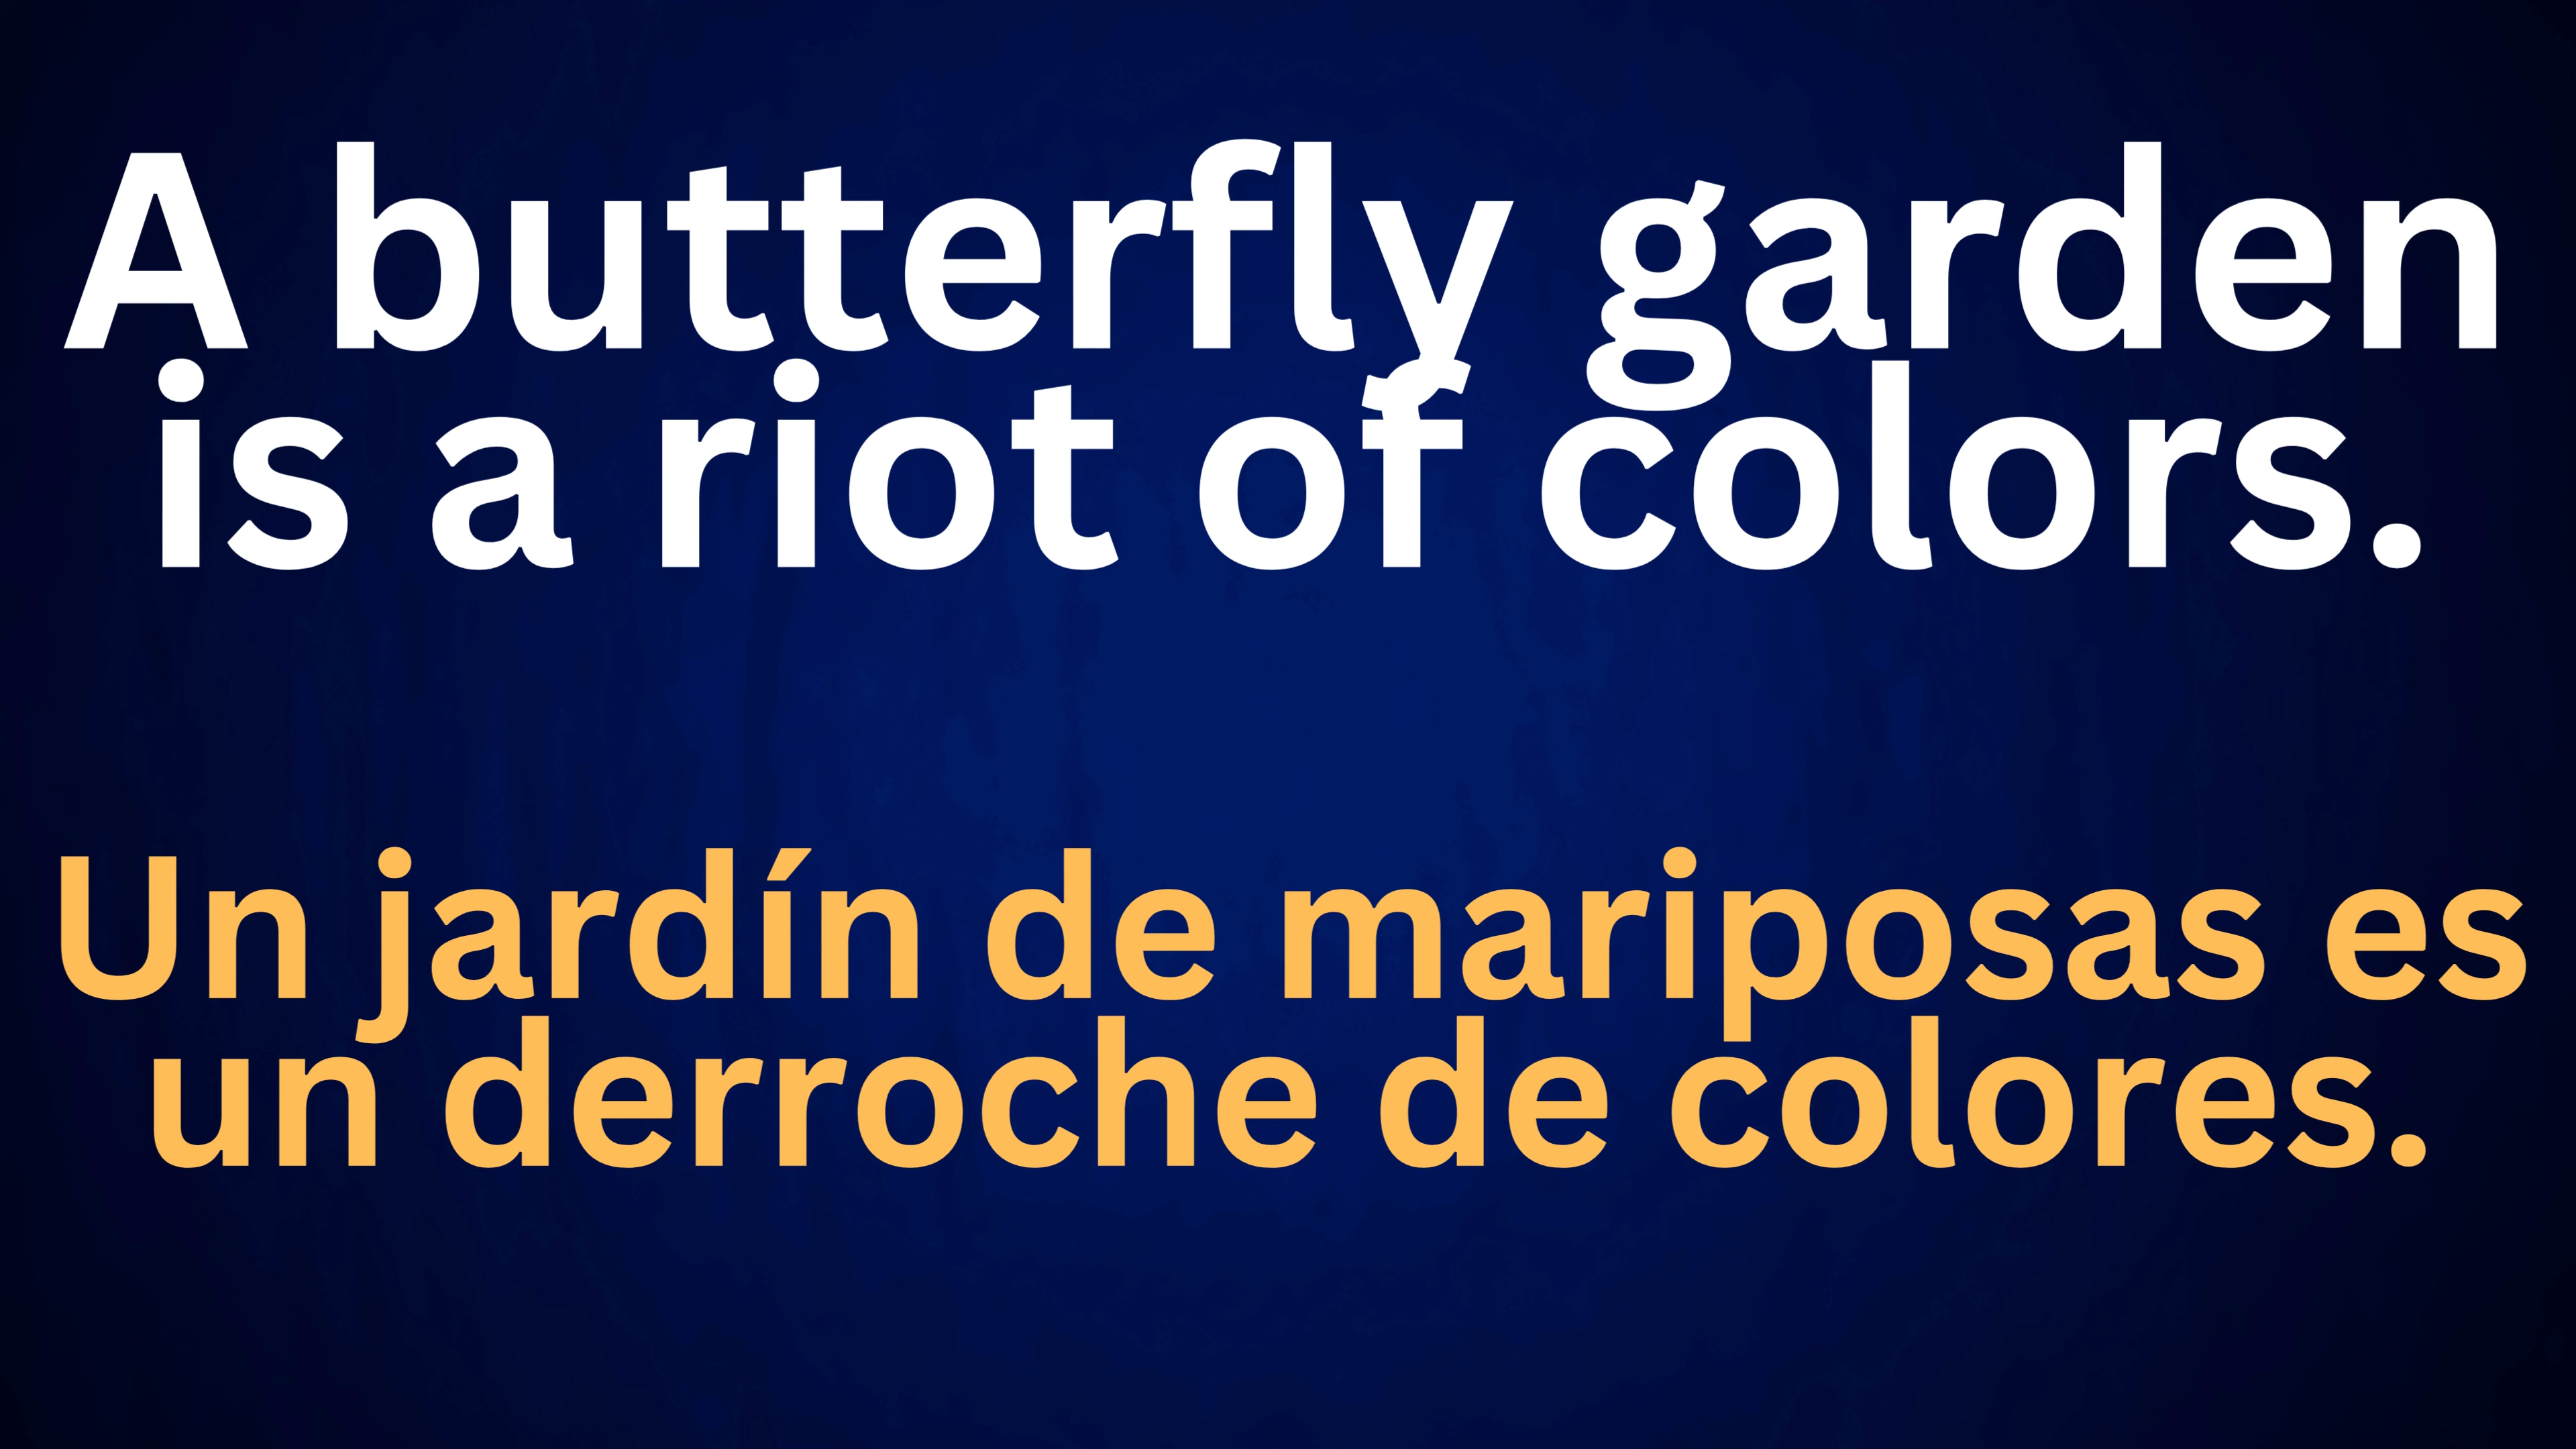 A butterfly garden
is a riot of colors.
Un jardín de mariposas es
un derroche de colores.